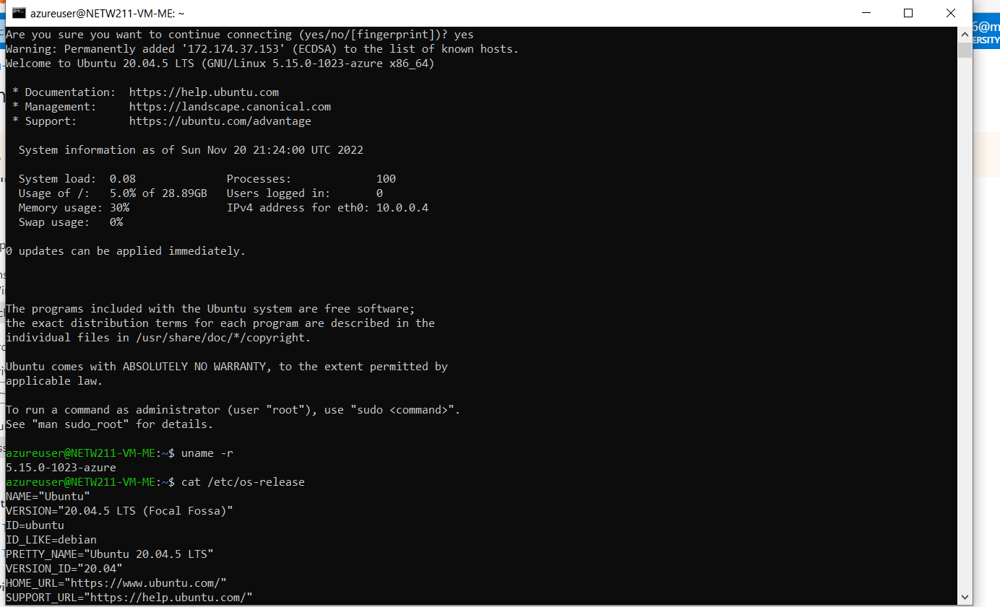 azureuser@NETW211-VM-ME: ~
Are you sure you want to continue connecting (yes/no/[fingerprint])? yes
Warning: Permanently added '172.174.37.153' (ECDSA) to the list of known hosts.
Welcome to Ubuntu 20.04.5 LTS (GNU/Linux 5.15.0-1023-azure x86_64)
* Documentation:  https://help.ubuntu.com
* Management:     https://landscape.canonical.com
* Support:        https://ubuntu.com/advantage
System information as of Sun Nov 20 21:24:00 UTC 2022
System load:  0.08              Processes:             100
Usage of /:   5.0% of 28.89GB   Users logged in:       0
Memory usage: 30%               IPv4 address for eth0: 10.0.0.4
Swap usage:   0%
0 updates can be applied immediately.
The programs included with the Ubuntu system are free software;
the exact distribution terms for each program are described in the
individual files in /usr/share/doc/*/copyright.
Ubuntu comes with ABSOLUTELY NO WARRANTY, to the extent permitted by
applicable law.
To run a command as administrator (user "root"), use "sudo <command>".
See "man sudo_root" for details.
azureuser@NETW211-VM-ME:~$ uname -r
5.15.0-1023-azure
azureuser@NETW211-VM-ME:~$ cat /etc/os-release
NAME="Ubuntu"
VERSION="20.04.5 LTS (Focal Fossa)"
ID=ubuntu
ID_LIKE=debian
PRETTY_NAME="Ubuntu 20.04.5 LTS"
VERSION_ID="20.04"
HOME_URL="https://www.ubuntu.com/"
SUPPORT_URL="https://help.ubuntu.com/"
6@m
ERSITY